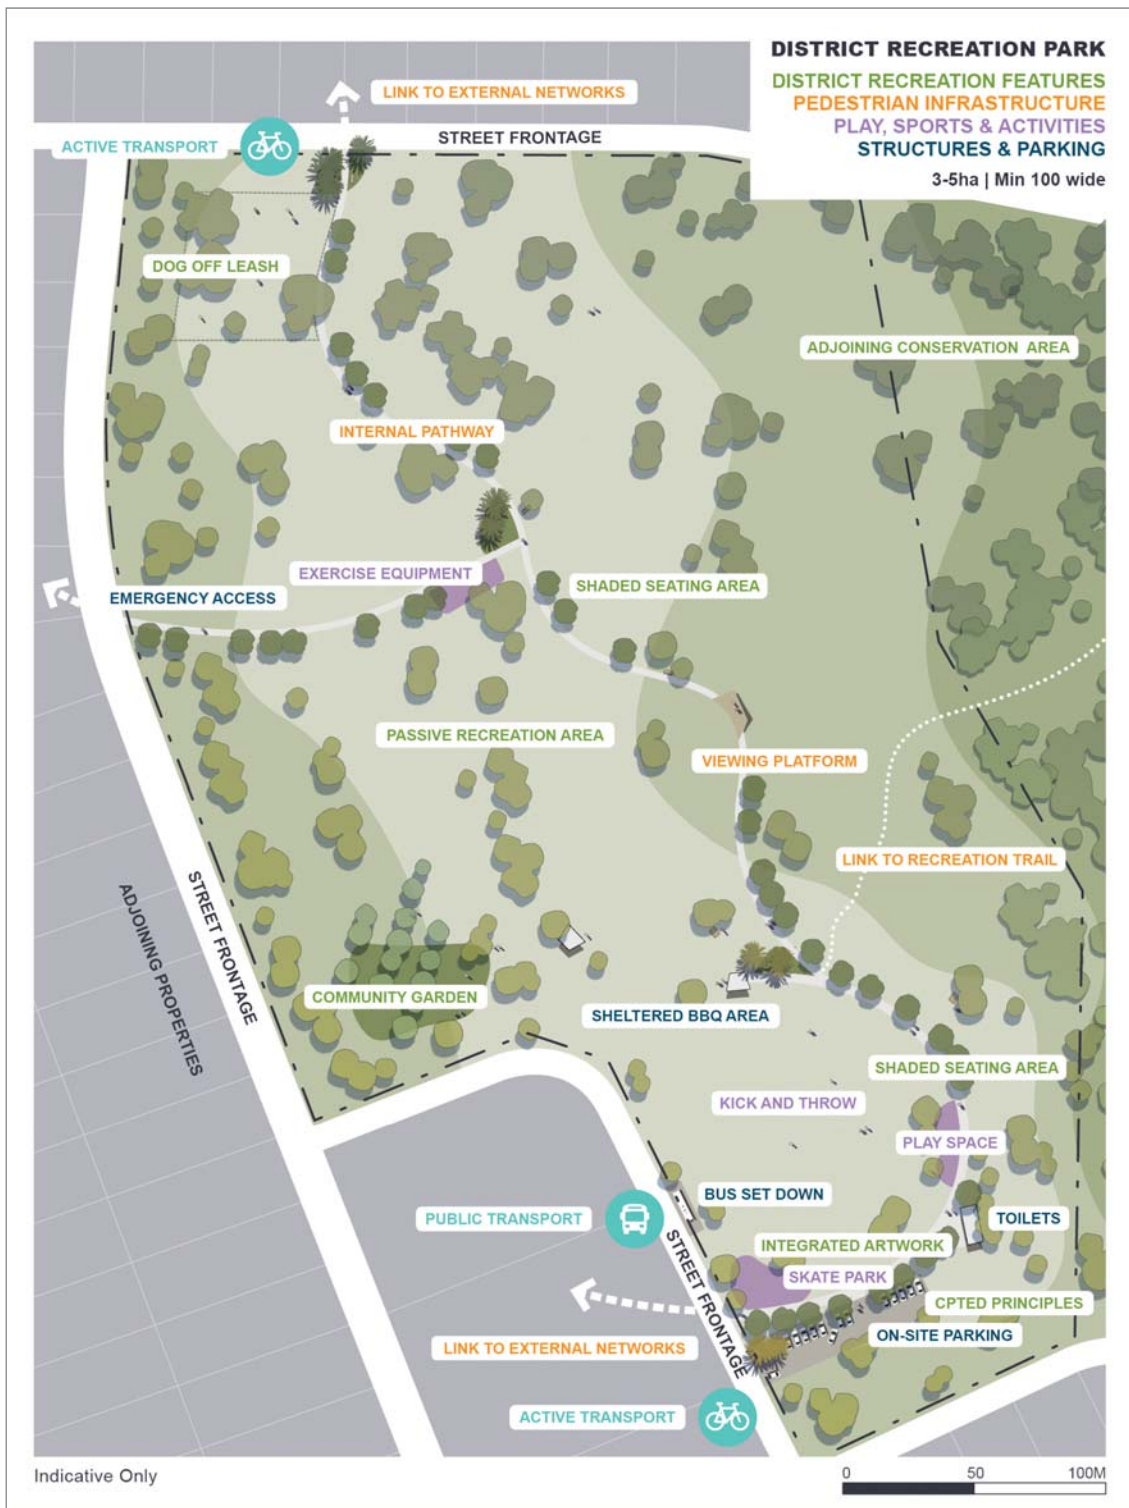 DISTRICT RECREATION PARK
DISTRICT RECREATION FEATURES
PEDESTRIAN INFRASTRUCTURE
PLAY, SPORTS & ACTIVITIES
STRUCTURES & PARKING
3-5ha | Min 100 wide
LINK TO EXTERNAL NETWORKS
STREET FRONTAGE
ACTIVE TRANSPORT
DOG OFF LEASH
ADJOINING CONSERVATION AREA
INTERNAL PATHWAY
EXERCISE EQUIPMENT
SHADED SEATING AREA
EMERGENCY ACCESS
PASSIVE RECREATION AREA
VIEWING PLATFORM
LINK TO RECREATION TRAIL
ADJOINING PROPERTIES
STREET FRONTAGE
COMMUNITY GARDEN
SHELTERED BBQ AREA
SHADED SEATING AREA
KICK AND THROW
PLAY SPACE
BUS SET DOWN
PUBLIC TRANSPORT
TOILETS
INTEGRATED ARTWORK
STREET FRONTAGE
SKATE PARK
CPTED PRINCIPLES
ON-SITE PARKING
LINK TO EXTERNAL NETWORKS
ACTIVE TRANSPORT
Indicative Only
0 50 100M